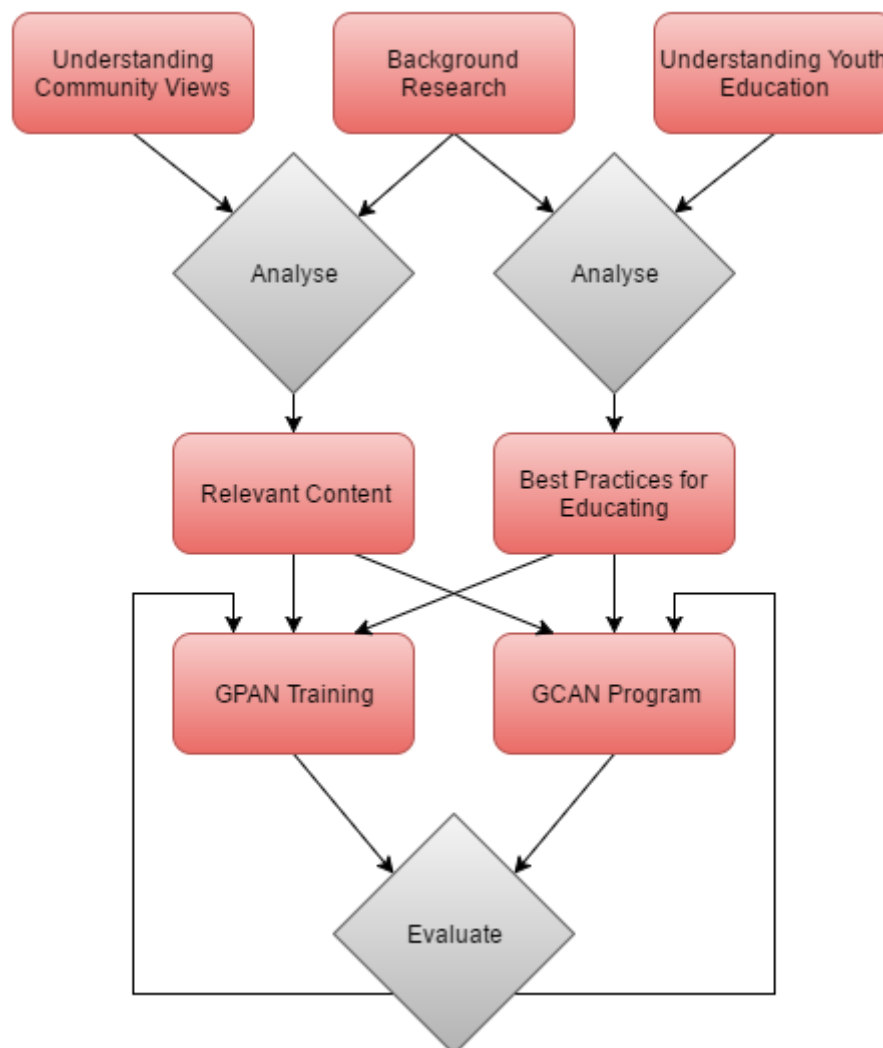 Understanding
Community Views
Background
Research
Understanding Youth
Education
Analyse
Analyse
Relevant Content
Best Practices for
Educating
GPAN Training
GCAN Program
Evaluate